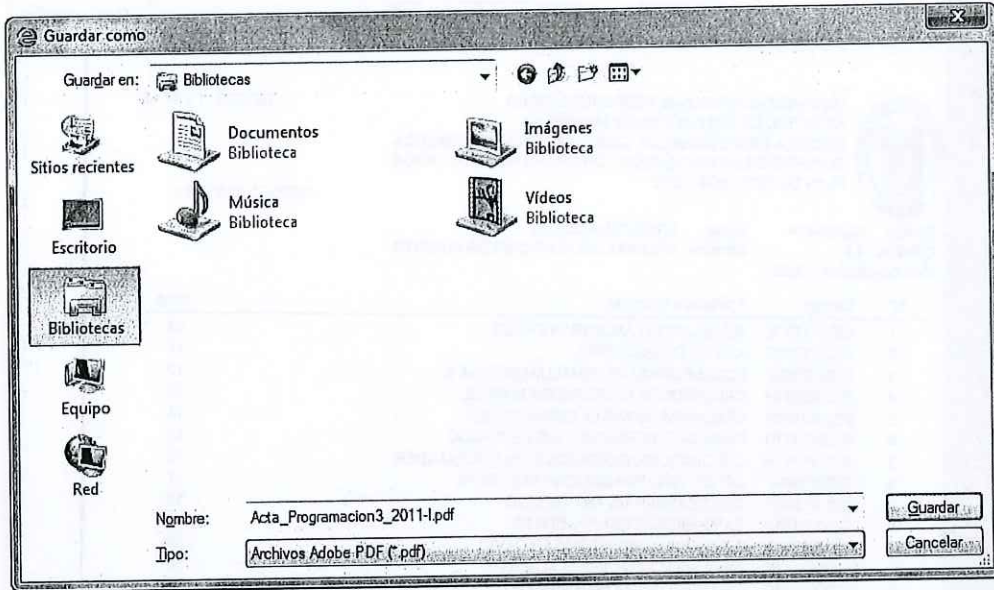 Guardar como
Guardar en: Bibliotecas
Sitios recientes
Escritorio
Bibliotecas
Equipo
Red
Documentos
Biblioteca
Imágenes
Biblioteca
Música
Biblioteca
Vídeos
Biblioteca
Nombre: Acta_Programacion3_2011-I.pdf
Guardar
Tipo: Archivos Adobe PDF (*.pdf)
Cancelar